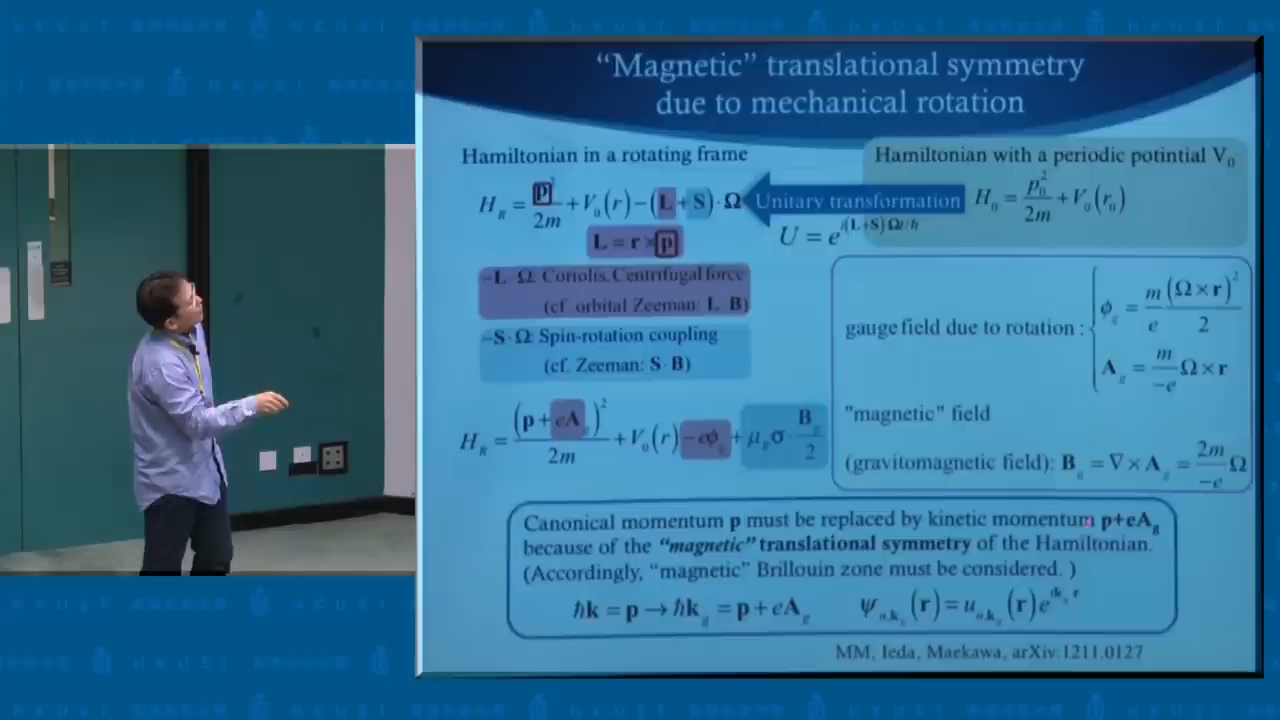 “Magnetic” translational symmetry
due to mechanical rotation
Hamiltonian in a rotating frame
H_R = p²/2m + V₀(r) − (L + S) · Ω
L = r × p
−L · Ω: Coriolis, Centrifugal force
(cf. orbital Zeeman: L · B)
−S · Ω: Spin-rotation coupling
(cf. Zeeman: S · B)
H_R = (p + eA_g)²/2m + V₀(r) − eϕ_g + μ_B σ · B_g/2
Unitary transformation
U = e^{i(L+S)·Ωt/ħ}
Hamiltonian with a periodic potintial V₀
H₀ = p₀²/2m + V₀(r₀)
gauge field due to rotation :
ϕ_g = m/e (Ω × r)²/2
A_g = m/−e Ω × r
"magnetic" field
(gravitomagnetic field): B_g = ∇ × A_g = 2m/−e Ω
Canonical momentum p must be replaced by kinetic momentum p+eA_g
because of the “magnetic” translational symmetry of the Hamiltonian.
(Accordingly, “magnetic” Brillouin zone must be considered. )
ħk = p → ħk_g = p + eA_g
ψ_{n,k_g}(r) = u_{n,k_g}(r)e^{ik_g·r}
MM, Ieda, Maekawa, arXiv:1211.0127